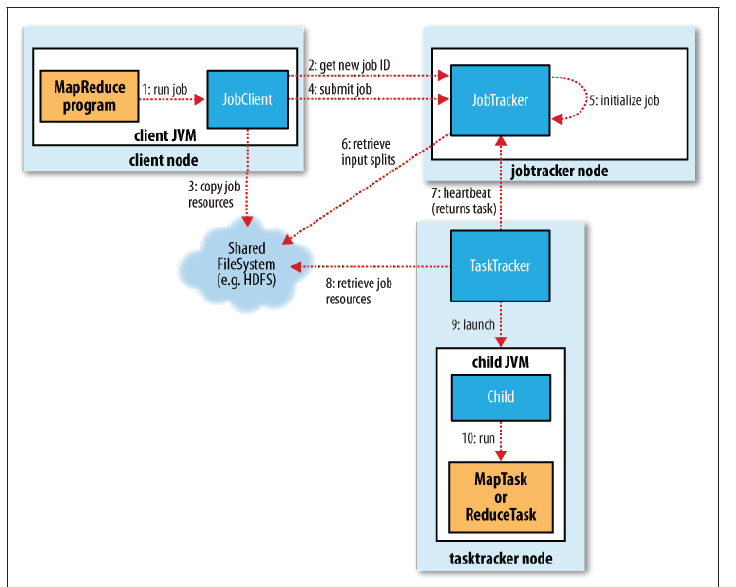 MapReduce
program
1: run job
JobClient
client JVM
client node
2: get new job ID
4: submit job
JobTracker
5: initialize job
jobtracker node
3: copy job
resources
6: retrieve
input splits
7: heartbeat
(returns task)
Shared
FileSystem
(e.g. HDFS)
8: retrieve job
resources
TaskTracker
9: launch
child JVM
Child
10: run
MapTask
or
ReduceTask
tasktracker node